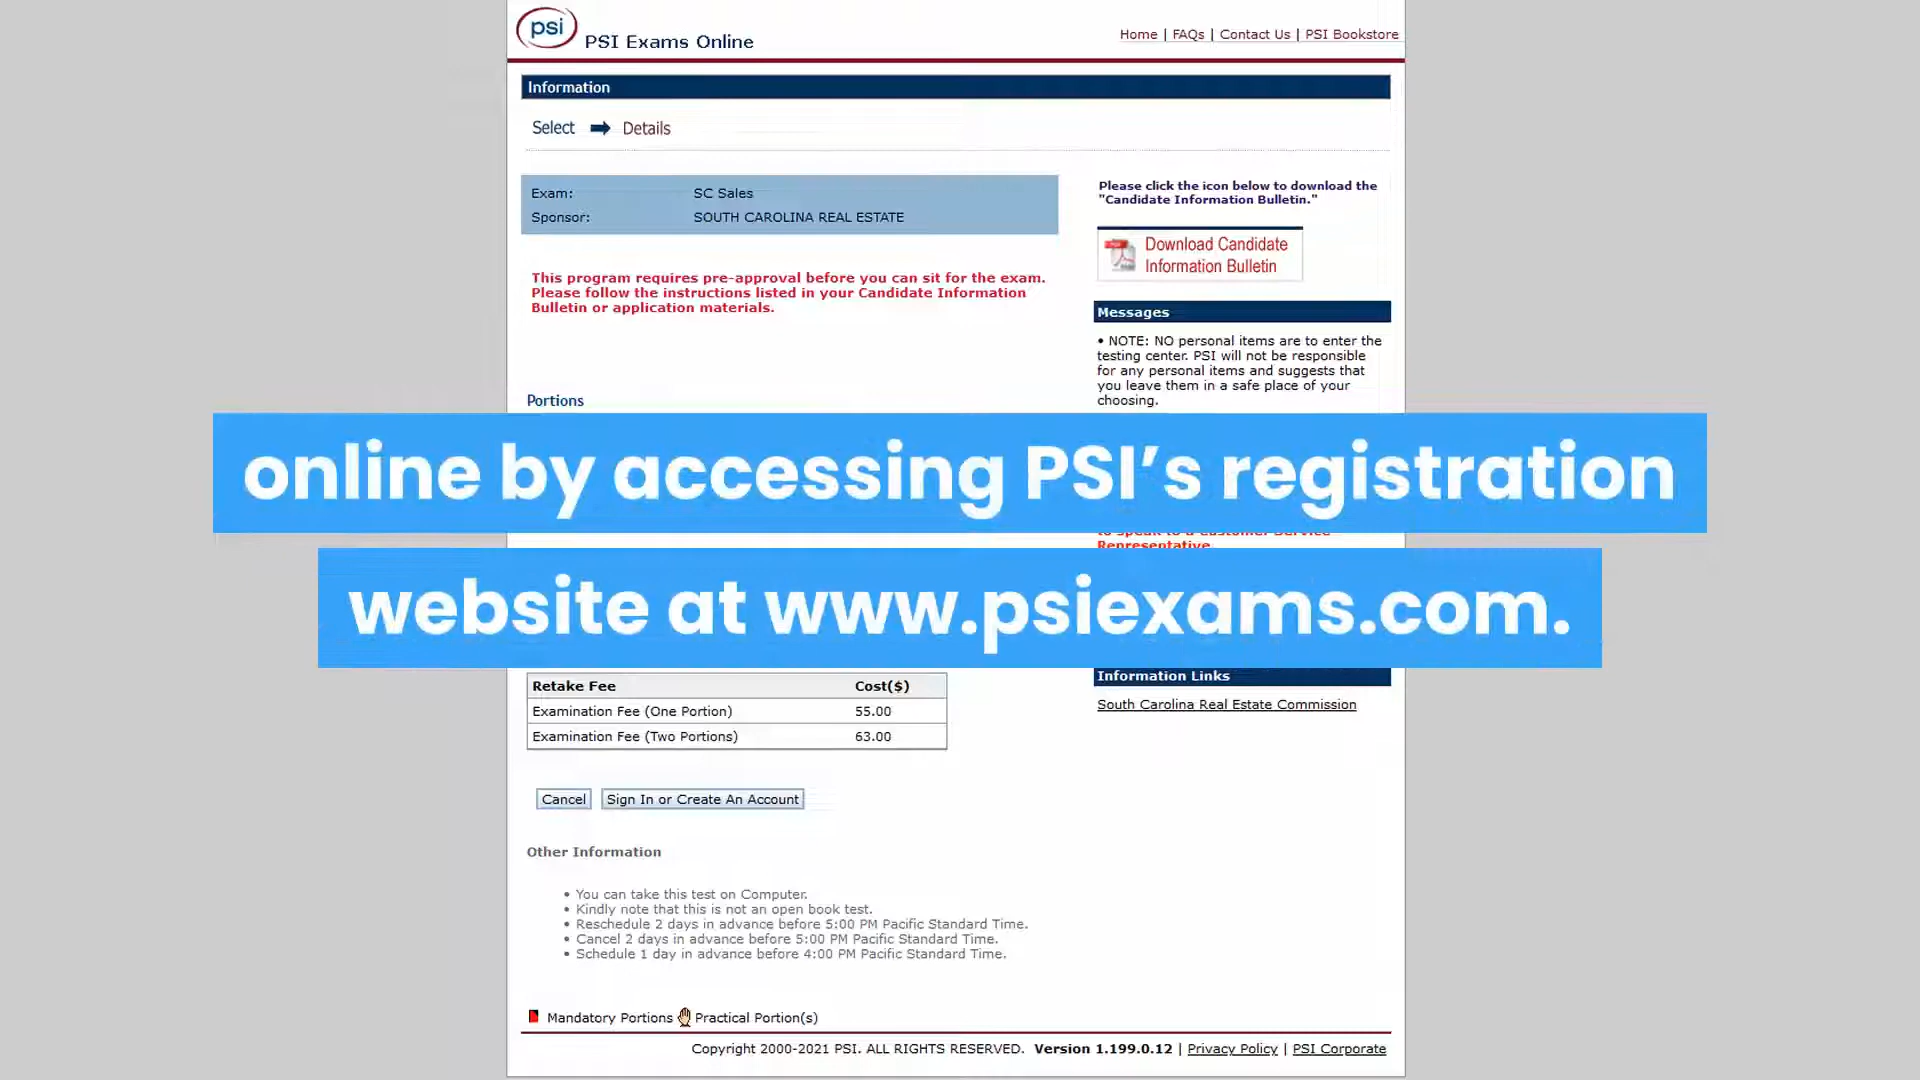 psi
PSI Exams Online
Home | FAQs | Contact Us | PSI Bookstore
Information
Select Details
Exam: SC Sales
Sponsor: SOUTH CAROLINA REAL ESTATE
This program requires pre-approval before you can sit for the exam.
Please follow the instructions listed in your Candidate Information
Bulletin or application materials.
Please click the icon below to download the
"Candidate Information Bulletin."
Download Candidate
Information Bulletin
Messages
• NOTE: NO personal items are to enter the
testing center. PSI will not be responsible
for any personal items and suggests that
you leave them in a safe place of your
choosing.
Portions
online by accessing PSI’s registration
to speak to a Customer Service
Representative.
website at www.psiexams.com.
Information Links
South Carolina Real Estate Commission
Retake Fee Cost($)
Examination Fee (One Portion) 55.00
Examination Fee (Two Portions) 63.00
Cancel Sign In or Create An Account
Other Information
• You can take this test on Computer.
• Kindly note that this is not an open book test.
• Reschedule 2 days in advance before 5:00 PM Pacific Standard Time.
• Cancel 2 days in advance before 5:00 PM Pacific Standard Time.
• Schedule 1 day in advance before 4:00 PM Pacific Standard Time.
Mandatory Portions Practical Portion(s)
Copyright 2000-2021 PSI. ALL RIGHTS RESERVED. Version 1.199.0.12 | Privacy Policy | PSI Corporate